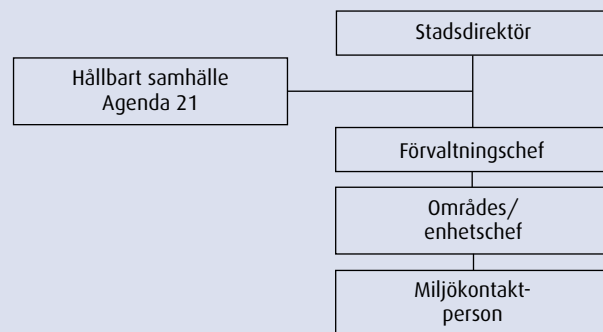 Stadsdirektör
Hållbart samhälle
Agenda 21
Förvaltningschef
Områdes/
enhetschef
Miljökontakt-
person